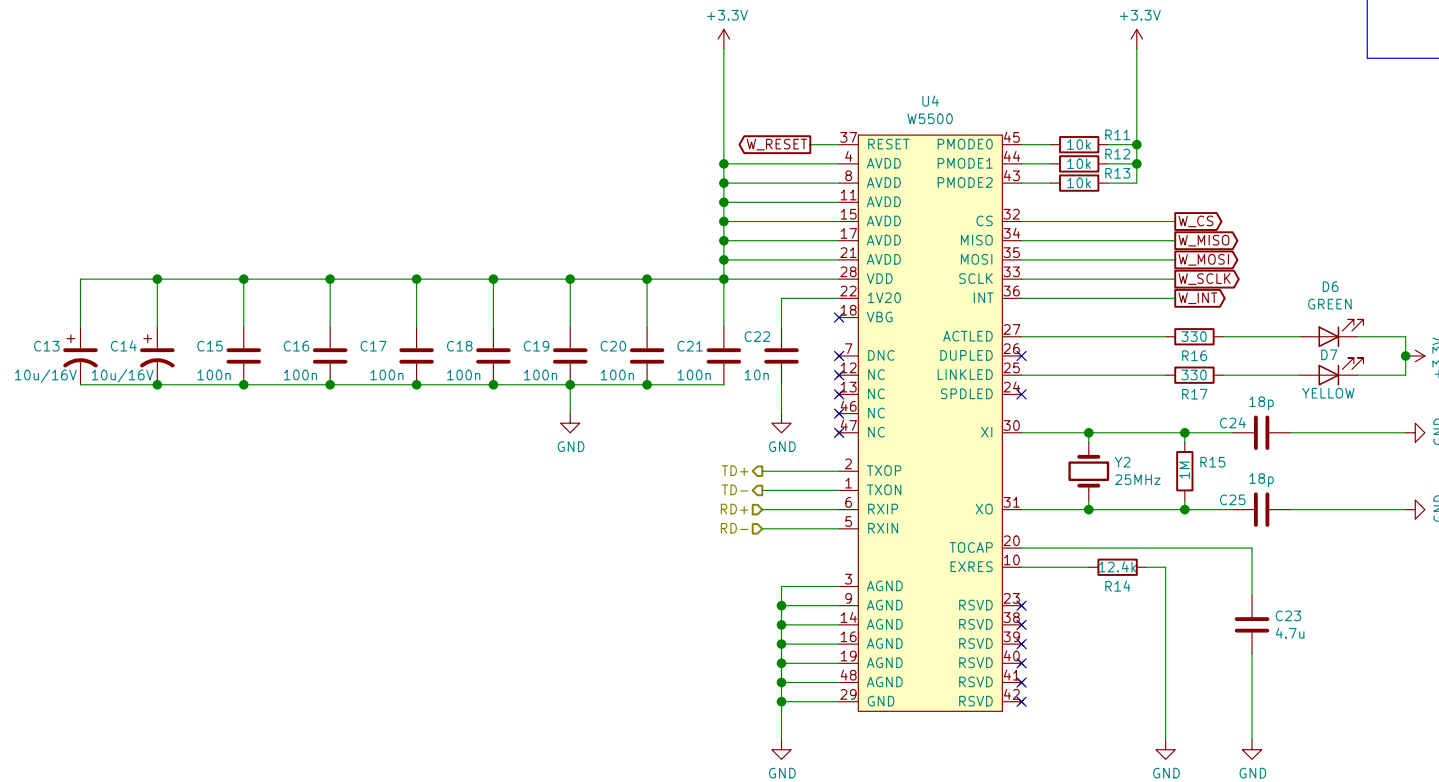 +3.3V
+3.3V
U4
W5500
W_RESET 37 RESET PMODE0 45 10k R11
4 AVDD PMODE1 44 10k R12
8 AVDD PMODE2 43 10k R13
11 AVDD
15 AVDD CS 32 W_CS
17 AVDD MISO 34 W_MISO
21 AVDD MOSI 35 W_MOSI
28 VDD SCLK 33 W_SCLK
22 1V20 INT 36 W_INT
18 VBG
D6
GREEN
ACTLED 27 330
R16
7 DNC DUPLED 26
12 NC LINKLED 25 330
R17
13 NC SPDLED 24
46 NC
47 NC XI 30
D7
YELLOW
+3.3V
C13 + 10u/16V
C14 + 10u/16V
C15 100n
C16 100n
C17 100n
C18 100n
C19 100n
C20 100n
C21 100n
C22 10n
GND
GND
18p
C24
GND
Y2
25MHz
1M R15
18p
C25
GND
TD+ 2 TXOP
TD- 1 TXON
RD+ 6 RXIP XO 31
RD- 5 RXIN
TOCAP 20
EXRES 10 12.4k
R14
3 AGND
9 AGND RSVD 23
14 AGND RSVD 38
16 AGND RSVD 39
19 AGND RSVD 40
48 AGND RSVD 41
29 GND RSVD 42
C23
4.7u
GND
GND
GND